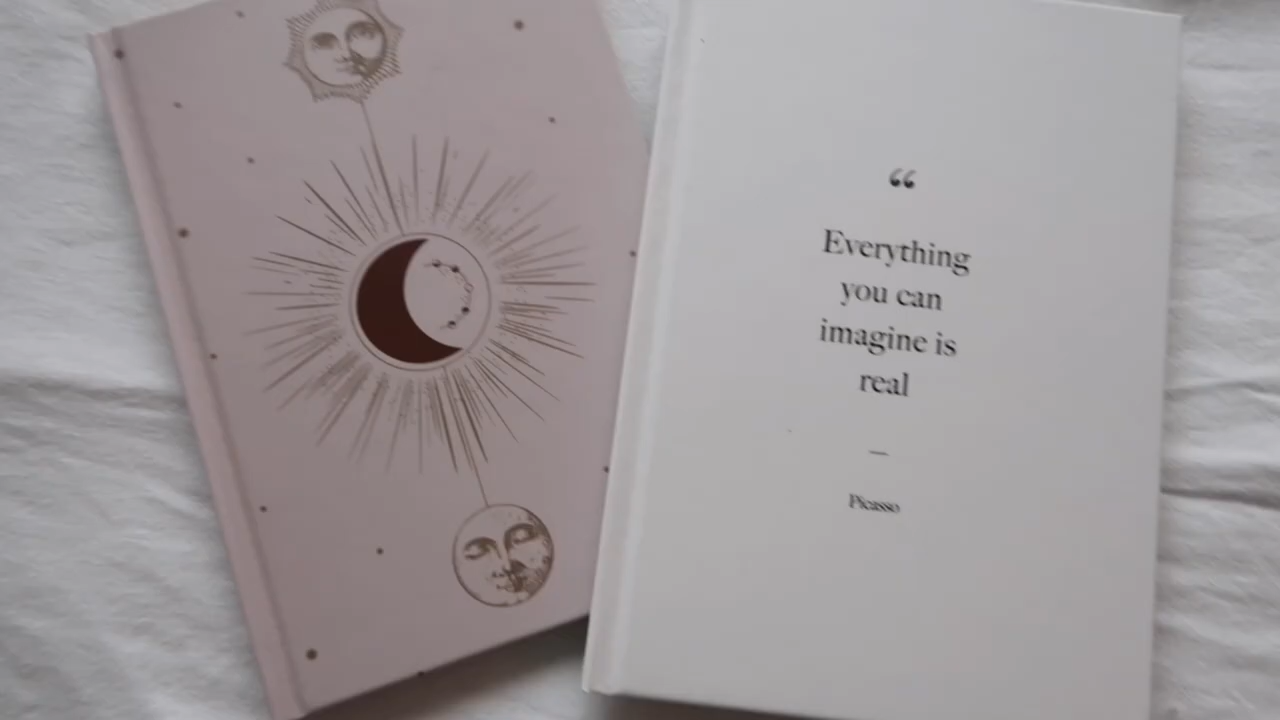 “
Everything
you can
imagine is
real
—
Picasso